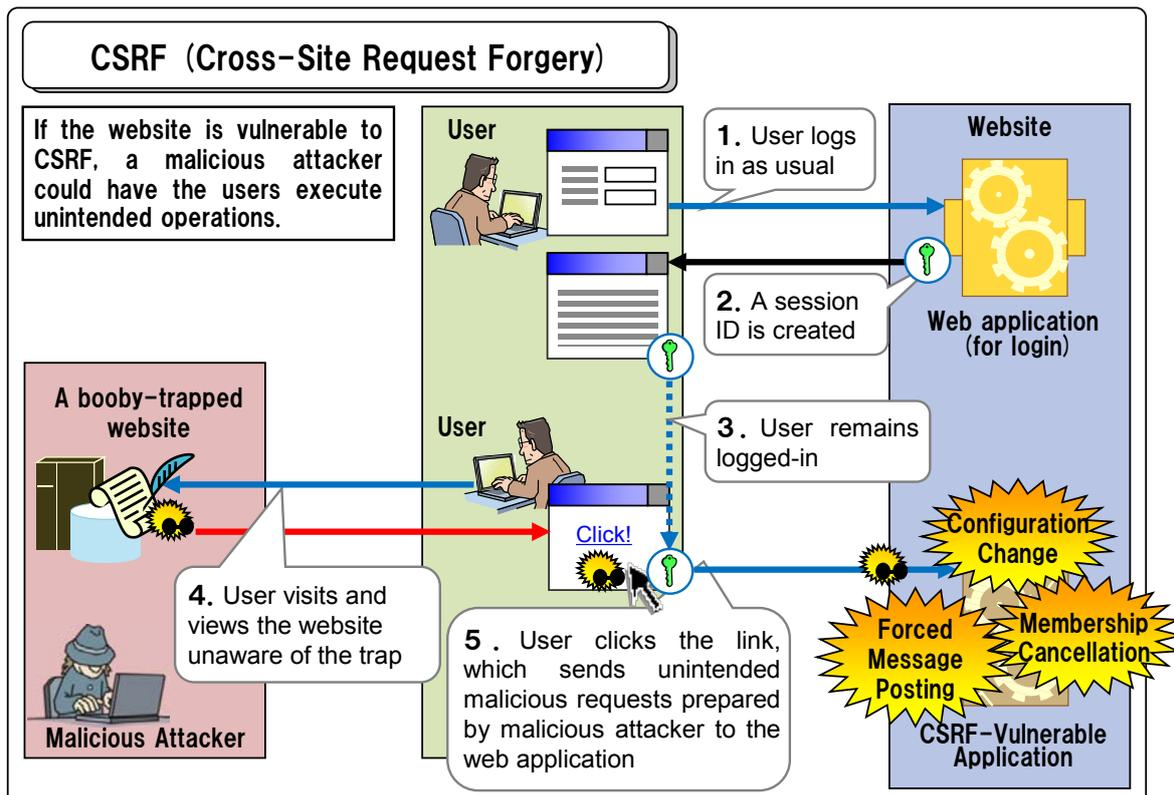 CSRF (Cross-Site Request Forgery)
If the website is vulnerable to
CSRF, a malicious attacker
could have the users execute
unintended operations.
User
1. User logs
in as usual
Website
2. A session
ID is created
Web application
(for login)
A booby-trapped
website
User
3. User remains
logged-in
Click!
Configuration
Change
4. User visits and
views the website
unaware of the trap
5. User clicks the link,
which sends unintended
malicious requests prepared
by malicious attacker to the
web application
Forced
Message
Posting
Membership
Cancellation
Malicious Attacker
CSRF-Vulnerable
Application